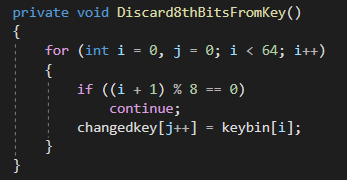 private void Discard8thBitsFromKey()
{
    for (int i = 0, j = 0; i < 64; i++)
    {
        if ((i + 1) % 8 == 0)
            continue;
        changedkey[j++] = keybin[i];
    }
}